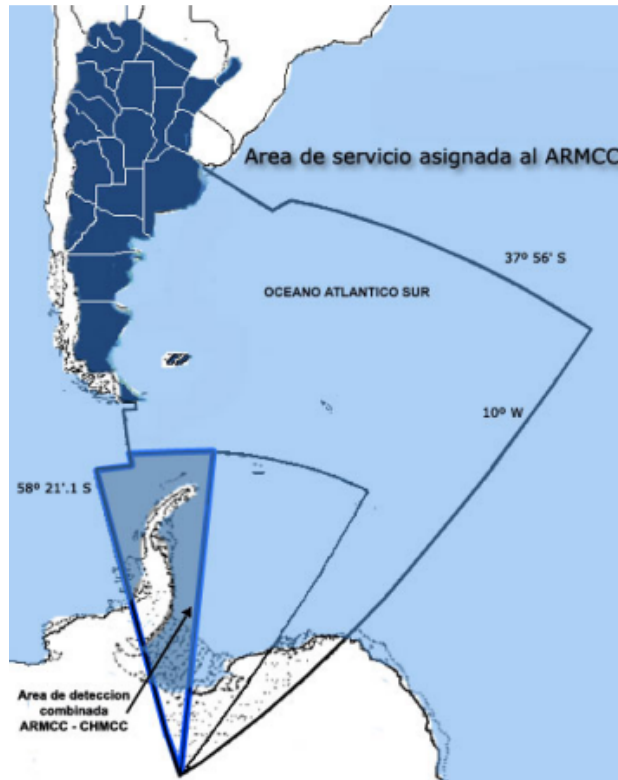 Area de servicio asignada al ARMCC
37º 56' S
OCEANO ATLANTICO SUR
10º W
58º 21'.1 S
Area de deteccion
combinada
ARMCC - CHMCC